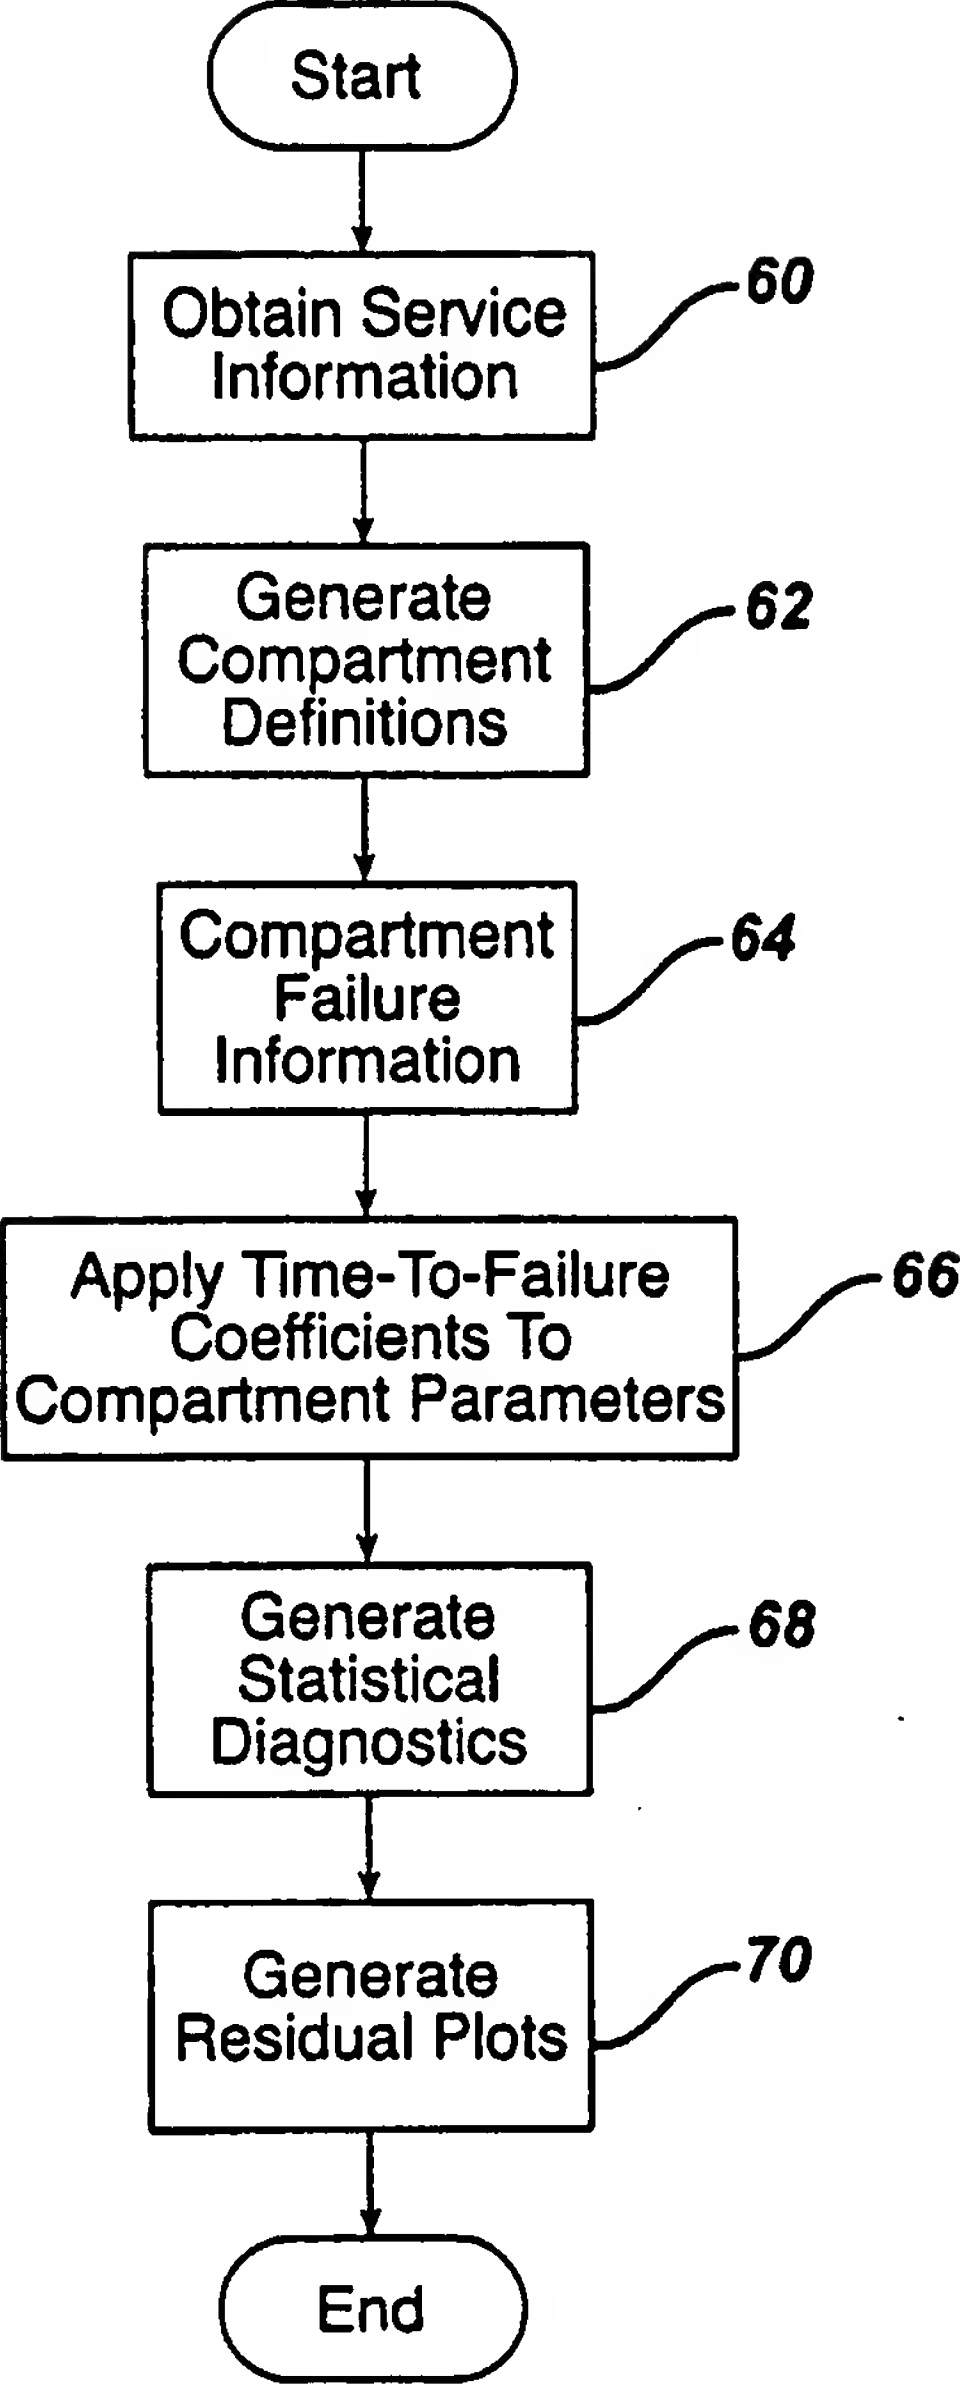 Start
Obtain Service
Information
60
Generate
Compartment
Definitions
62
Compartment
Failure
Information
64
Apply Time-To-Failure
Coefficients To
Compartment Parameters
66
Generate
Statistical
Diagnostics
68
Generate
Residual Plots
70
End